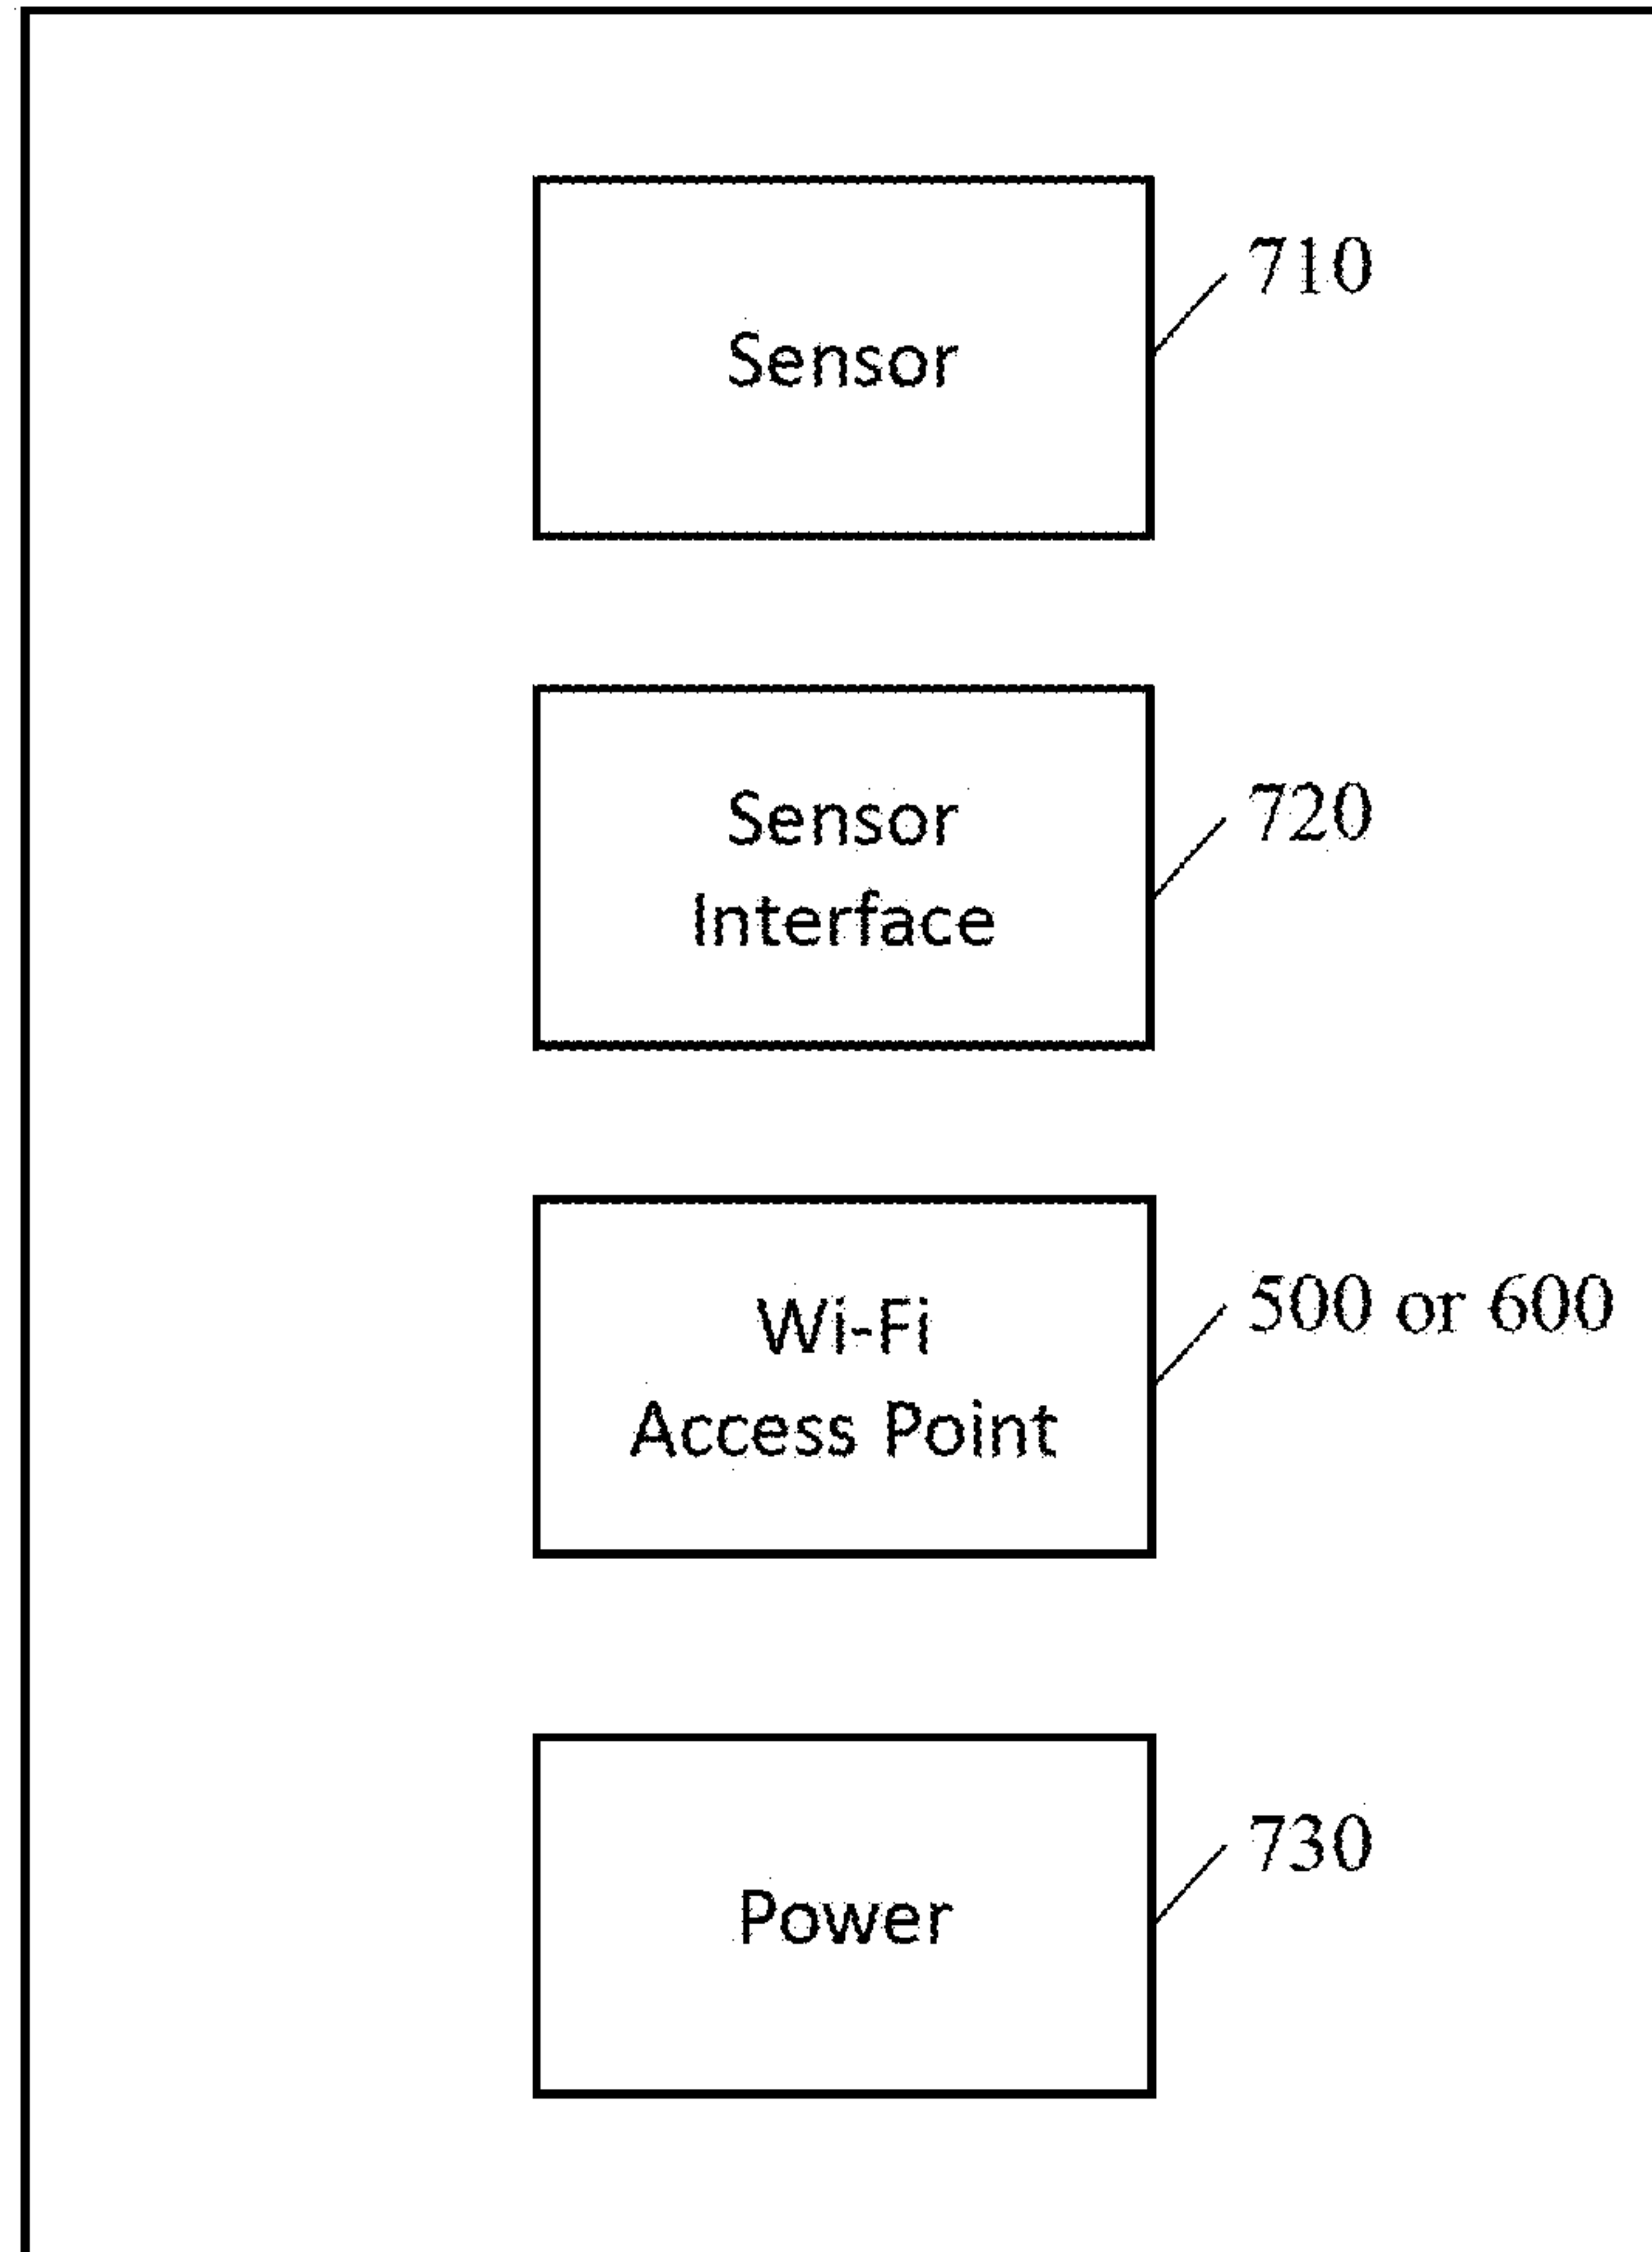 710
Sensor
720
Sensor
Interface
500 or 600
Wi-Fi
Access Point
730
Power